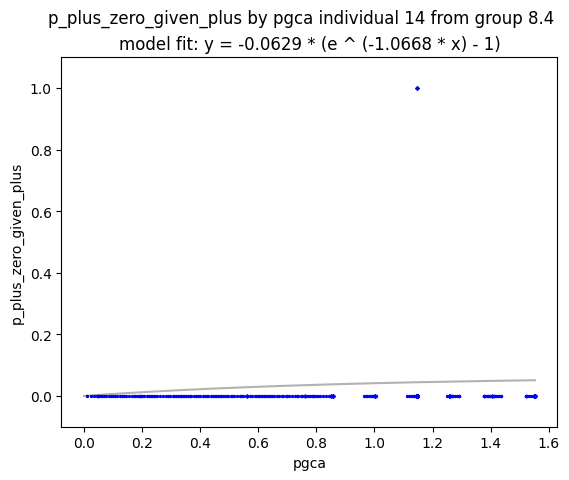 p_plus_zero_given_plus by pgca individual 14 from group 8.4
model fit: y = -0.0629 * (e ^ (-1.0668 * x) - 1)
1.0
0.8
0.6
0.4
0.2
0.0
p_plus_zero_given_plus
0.0 0.2 0.4 0.6 0.8 1.0 1.2 1.4 1.6
pgca